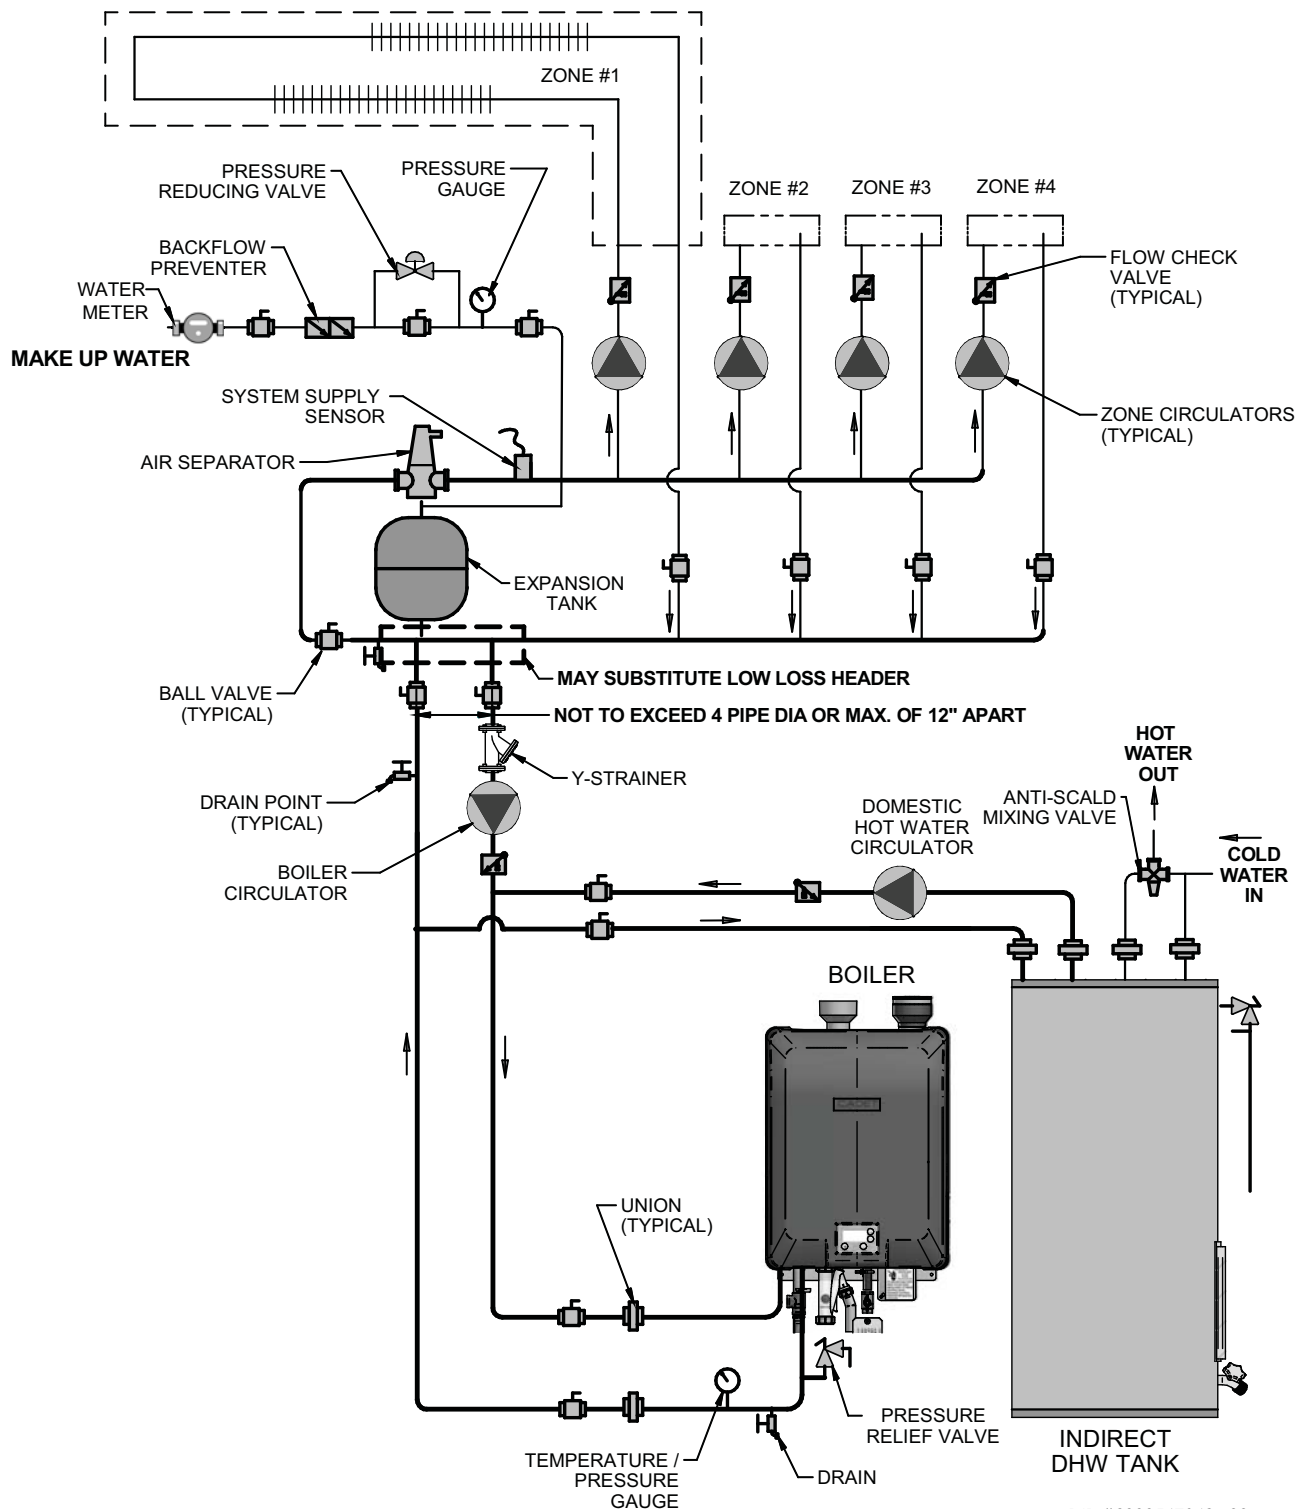 ZONE #1
PRESSURE
REDUCING VALVE
PRESSURE
GAUGE
ZONE #2
ZONE #3
ZONE #4
BACKFLOW
PREVENTER
FLOW CHECK
VALVE
(TYPICAL)
WATER
METER
MAKE UP WATER
SYSTEM SUPPLY
SENSOR
ZONE CIRCULATORS
(TYPICAL)
AIR SEPARATOR
EXPANSION
TANK
MAY SUBSTITUTE LOW LOSS HEADER
BALL VALVE
(TYPICAL)
NOT TO EXCEED 4 PIPE DIA OR MAX. OF 12" APART
HOT
WATER
OUT
Y-STRAINER
DRAIN POINT
(TYPICAL)
DOMESTIC
HOT WATER
CIRCULATOR
ANTI-SCALD
MIXING VALVE
COLD
WATER
IN
BOILER
CIRCULATOR
BOILER
CADET
UNION
(TYPICAL)
PRESSURE
RELIEF VALVE
TEMPERATURE /
PRESSURE
GAUGE
DRAIN
INDIRECT
DHW TANK